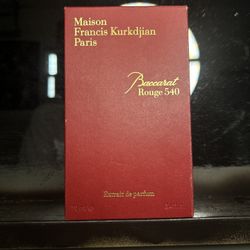 Maison
Francis Kurkdjian
Paris
Baccarat
Rouge 540
Extrait de parfum